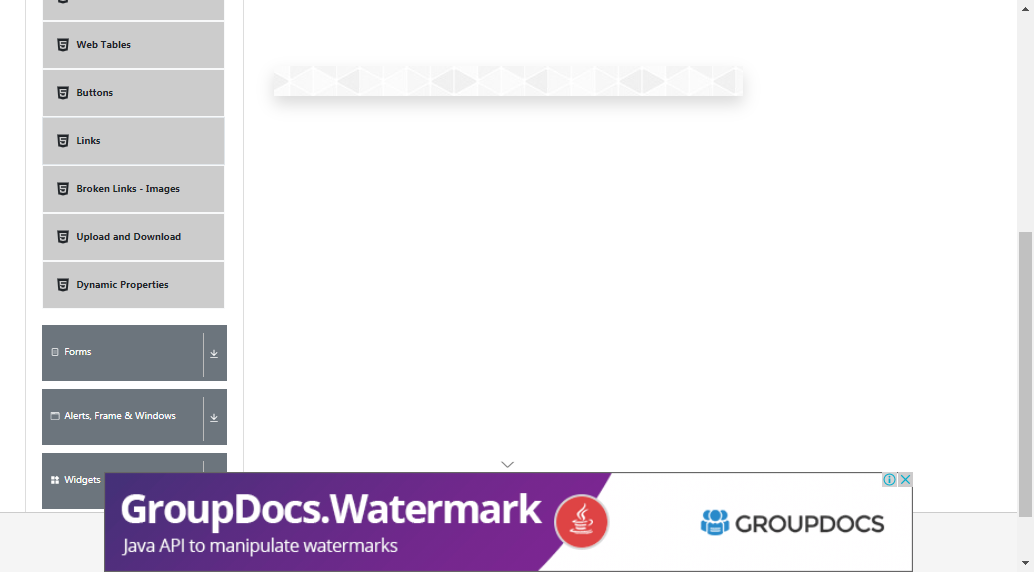 Web Tables
Buttons
Links
Broken Links - Images
Upload and Download
Dynamic Properties
Forms
Alerts, Frame & Windows
Widgets
GroupDocs.Watermark
Java API to manipulate watermarks
GROUPDOCS